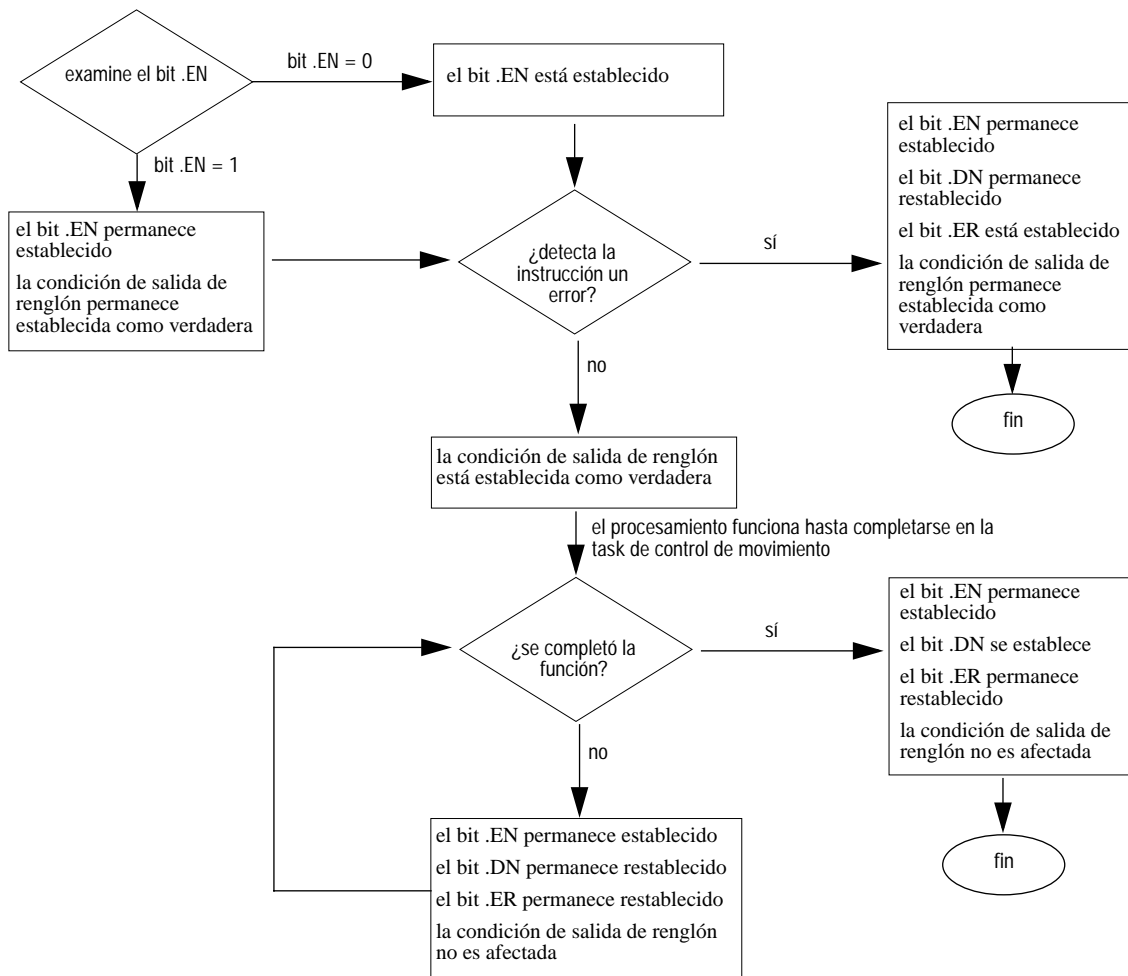 examine el bit .EN
bit .EN = 0
el bit .EN está establecido
bit .EN = 1
el bit .EN permanece
establecido
la condición de salida de
renglón permanece
establecida como verdadera
¿detecta la
instrucción un
error?
sí
el bit .EN permanece
establecido
el bit .DN permanece
restablecido
el bit .ER está establecido
la condición de salida de
renglón permanece
establecida como
verdadera
fin
no
la condición de salida de renglón
está establecida como verdadera
el procesamiento funciona hasta completarse en la
task de control de movimiento
¿se completó la
función?
sí
el bit .EN permanece
establecido
el bit .DN se establece
el bit .ER permanece
restablecido
la condición de salida de
renglón no es afectada
fin
no
el bit .EN permanece establecido
el bit .DN permanece restablecido
el bit .ER permanece restablecido
la condición de salida de renglón
no es afectada